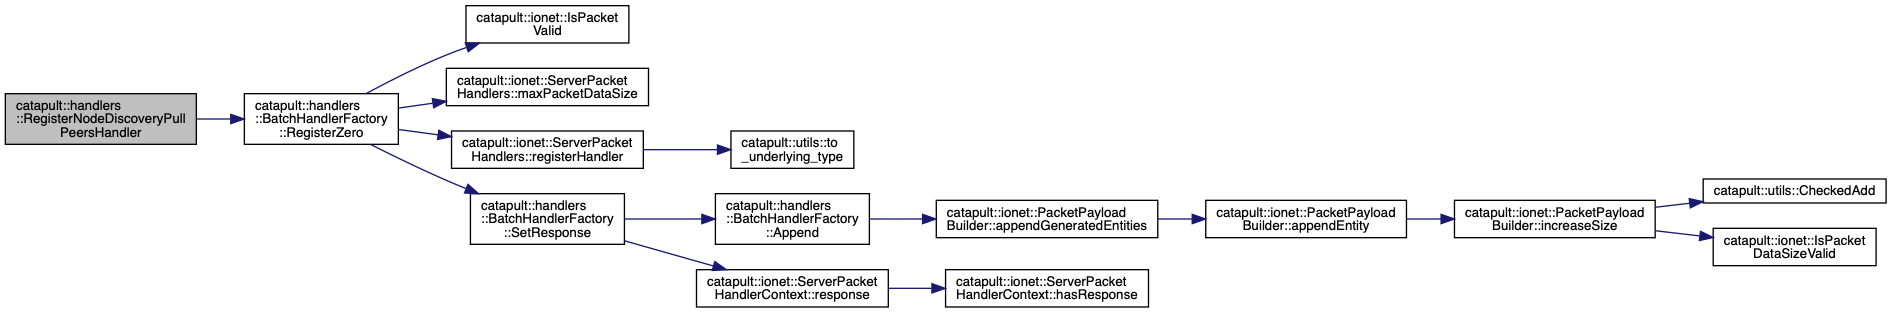 catapult::handlers
::RegisterNodeDiscoveryPull
PeersHandler
catapult::handlers
::BatchHandlerFactory
::RegisterZero
catapult::ionet::IsPacket
Valid
catapult::ionet::ServerPacket
Handlers::maxPacketDataSize
catapult::ionet::ServerPacket
Handlers::registerHandler
catapult::utils::to
_underlying_type
catapult::handlers
::BatchHandlerFactory
::SetResponse
catapult::handlers
::BatchHandlerFactory
::Append
catapult::ionet::PacketPayload
Builder::appendGeneratedEntities
catapult::ionet::PacketPayload
Builder::appendEntity
catapult::ionet::PacketPayload
Builder::increaseSize
catapult::utils::CheckedAdd
catapult::ionet::IsPacket
DataSizeValid
catapult::ionet::ServerPacket
HandlerContext::response
catapult::ionet::ServerPacket
HandlerContext::hasResponse